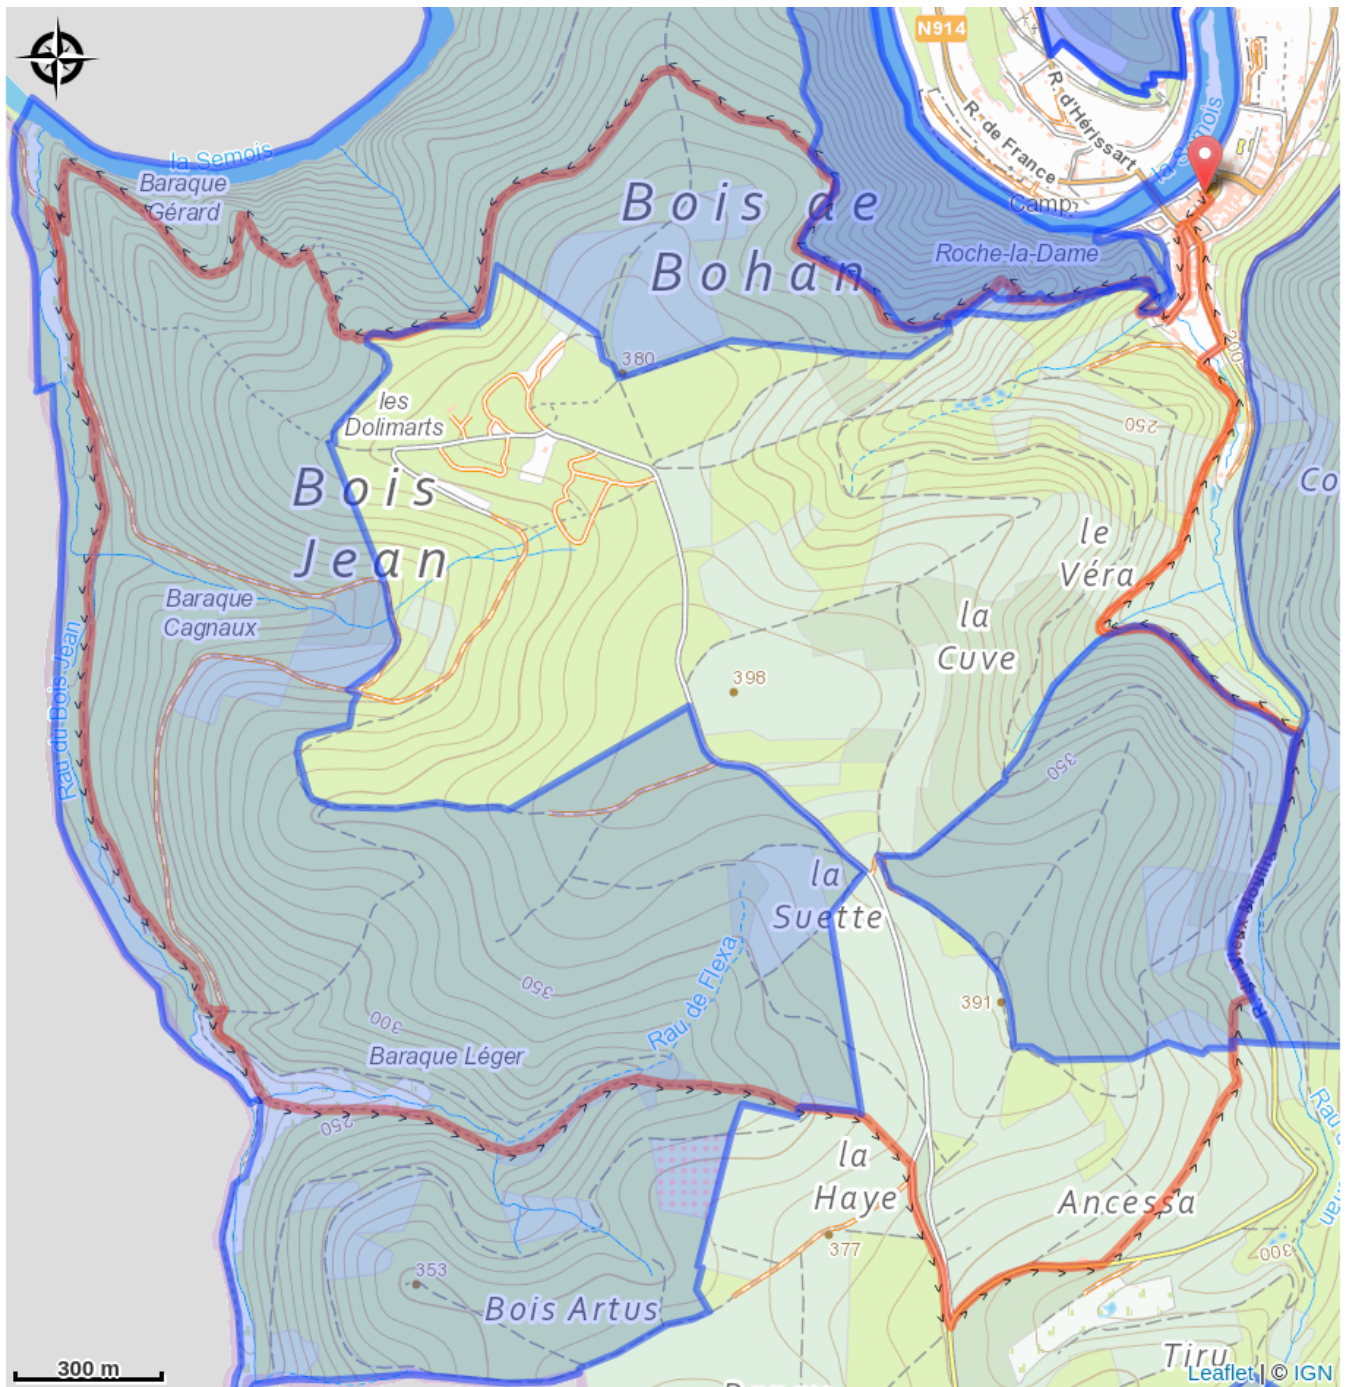 N914
R. d'Hérissart
R. de France
la Semois
la Semois
Baraque
Gérard
Camp
Bois de
Bohan
Roche-la-Dame
200
380
les
Dolimarts
250
Bois
Jean
Co
le
Véra
Baraque
Cagnaux
la
Cuve
Rau du Bois Jean
398
350
la
Suette
Rau de Flexa
350
391
300
Baraque Léger
250
la
Haye
Ancessa
377
300
353
Bois Artus
Tiru
300 m
Leaflet | © IGN